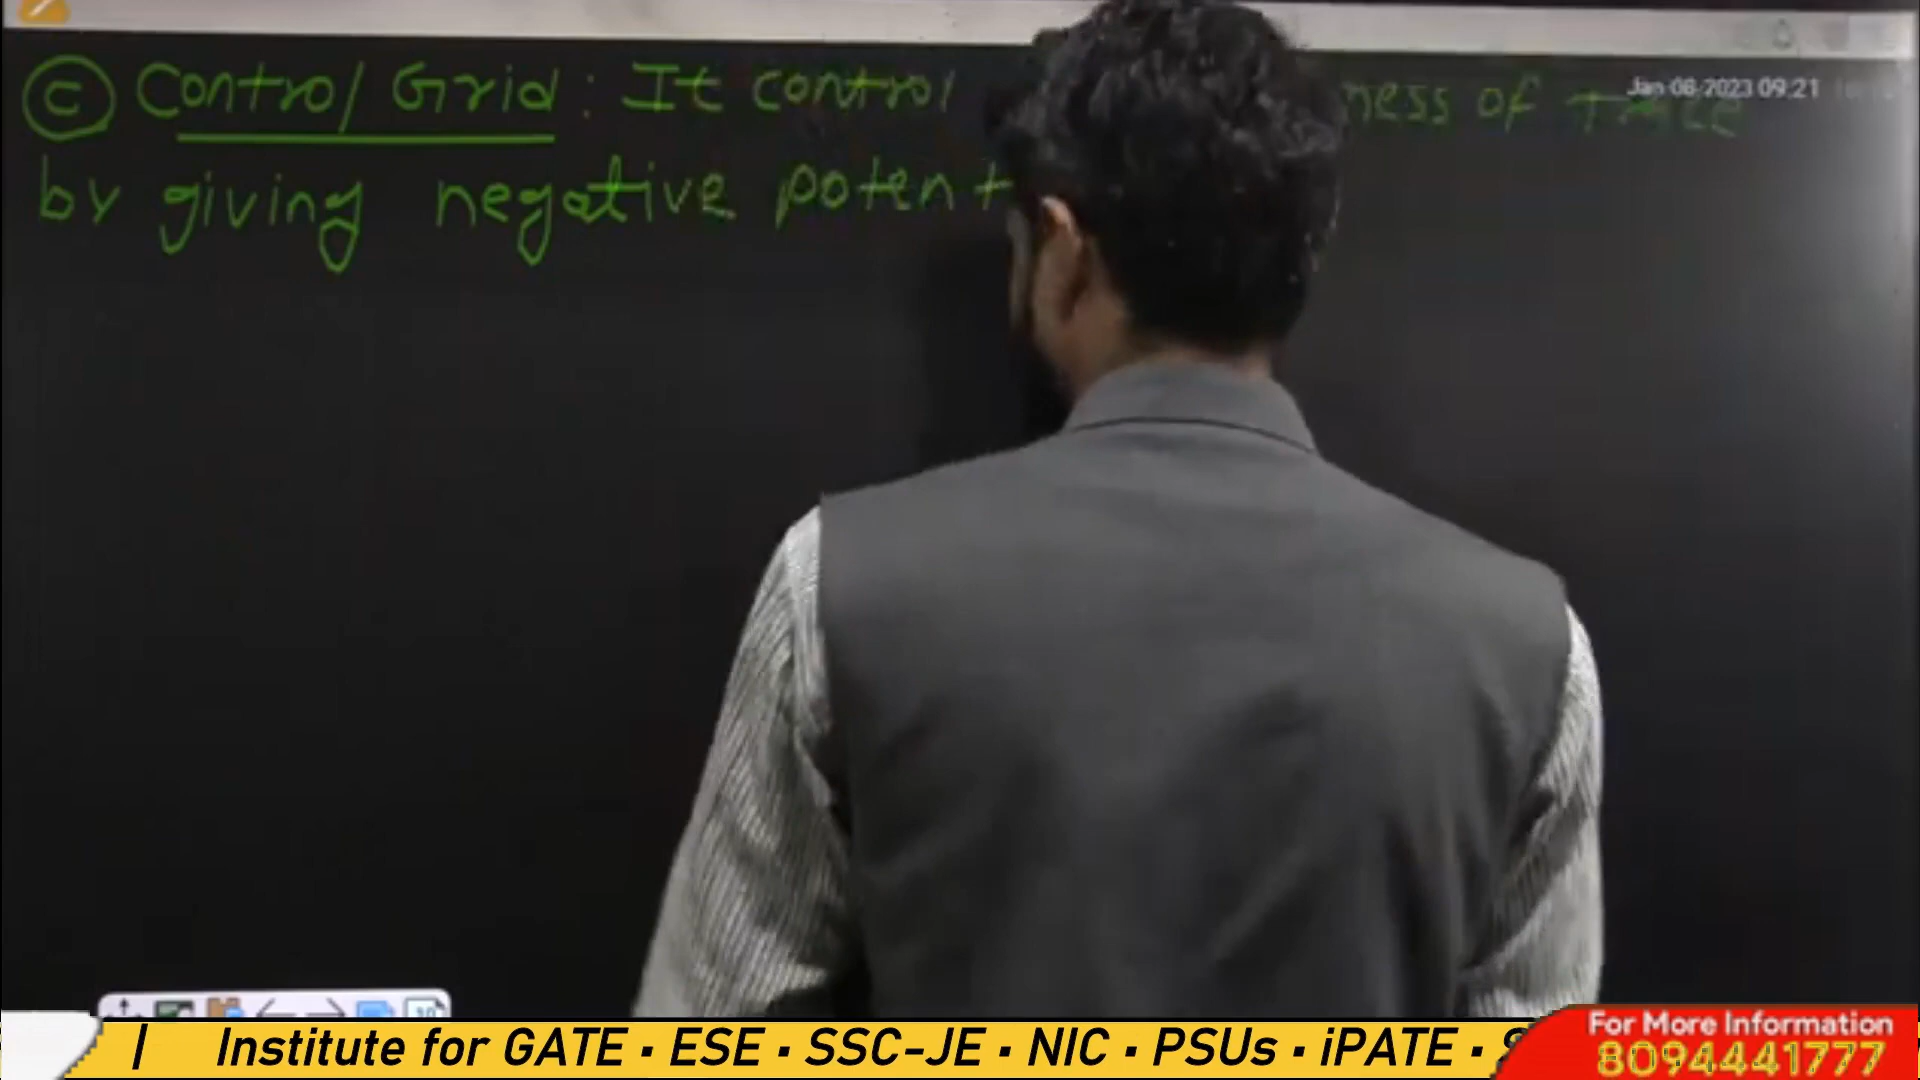 Ⓒ Control Grid : It control ness of trace
Jan 08-2023 09:21
by giving negative potent
| Institute for GATE • ESE • SSC-JE • NIC • PSUs • iPATE • S
For More Information
8094441777